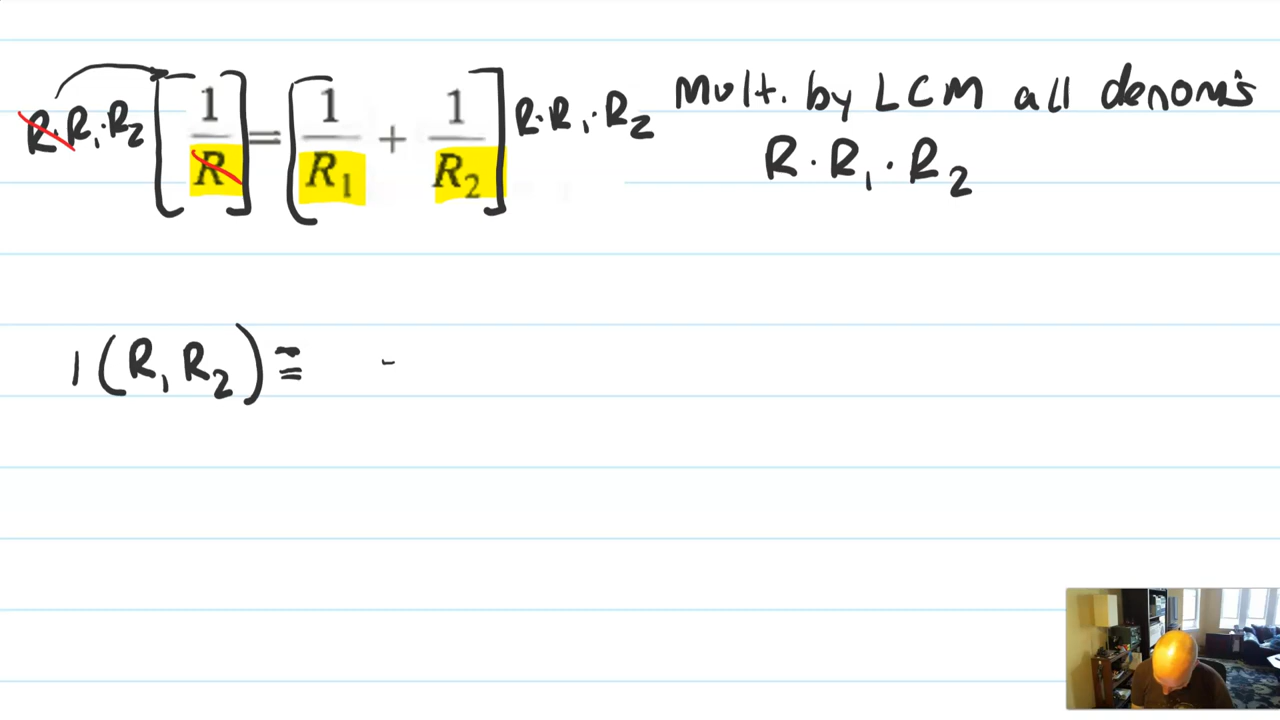 R·R₁·R₂ [1/R] = [1/R₁ + 1/R₂] R·R₁·R₂
Mult. by LCM all denom's
R·R₁·R₂
1(R₁R₂) =